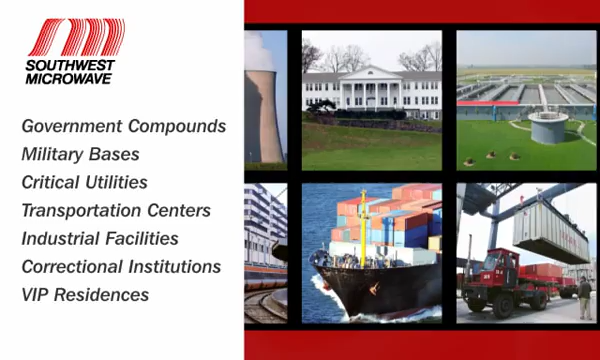 SOUTHWEST
MICROWAVE
Government Compounds
Military Bases
Critical Utilities
Transportation Centers
Industrial Facilities
Correctional Institutions
VIP Residences